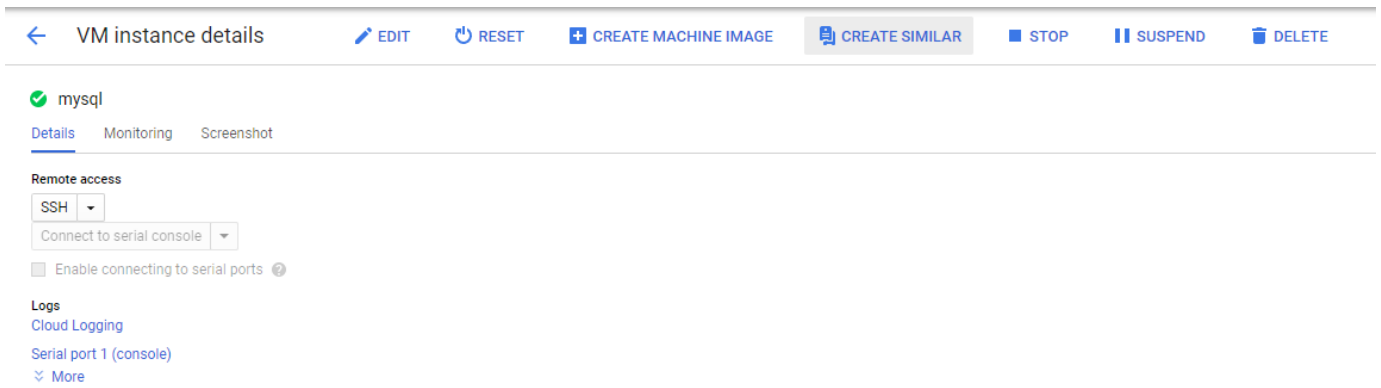 VM instance details EDIT RESET CREATE MACHINE IMAGE CREATE SIMILAR STOP SUSPEND DELETE
mysql
Details Monitoring Screenshot
Remote access
SSH
Connect to serial console
Enable connecting to serial ports ?
Logs
Cloud Logging
Serial port 1 (console)
More